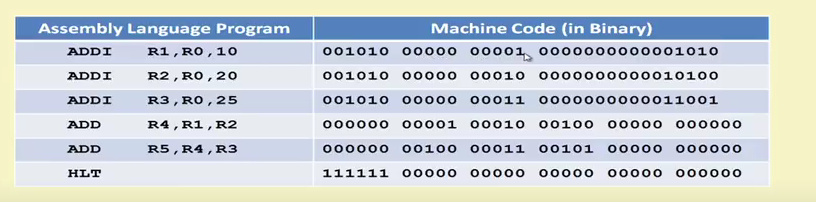 Assembly Language Program Machine Code (in Binary)
ADDI R1,R0,10 001010 00000 00001 0000000000001010
ADDI R2,R0,20 001010 00000 00010 0000000000010100
ADDI R3,R0,25 001010 00000 00011 0000000000011001
ADD R4,R1,R2 000000 00001 00010 00100 00000 000000
ADD R5,R4,R3 000000 00100 00011 00101 00000 000000
HLT 111111 00000 00000 00000 00000 000000